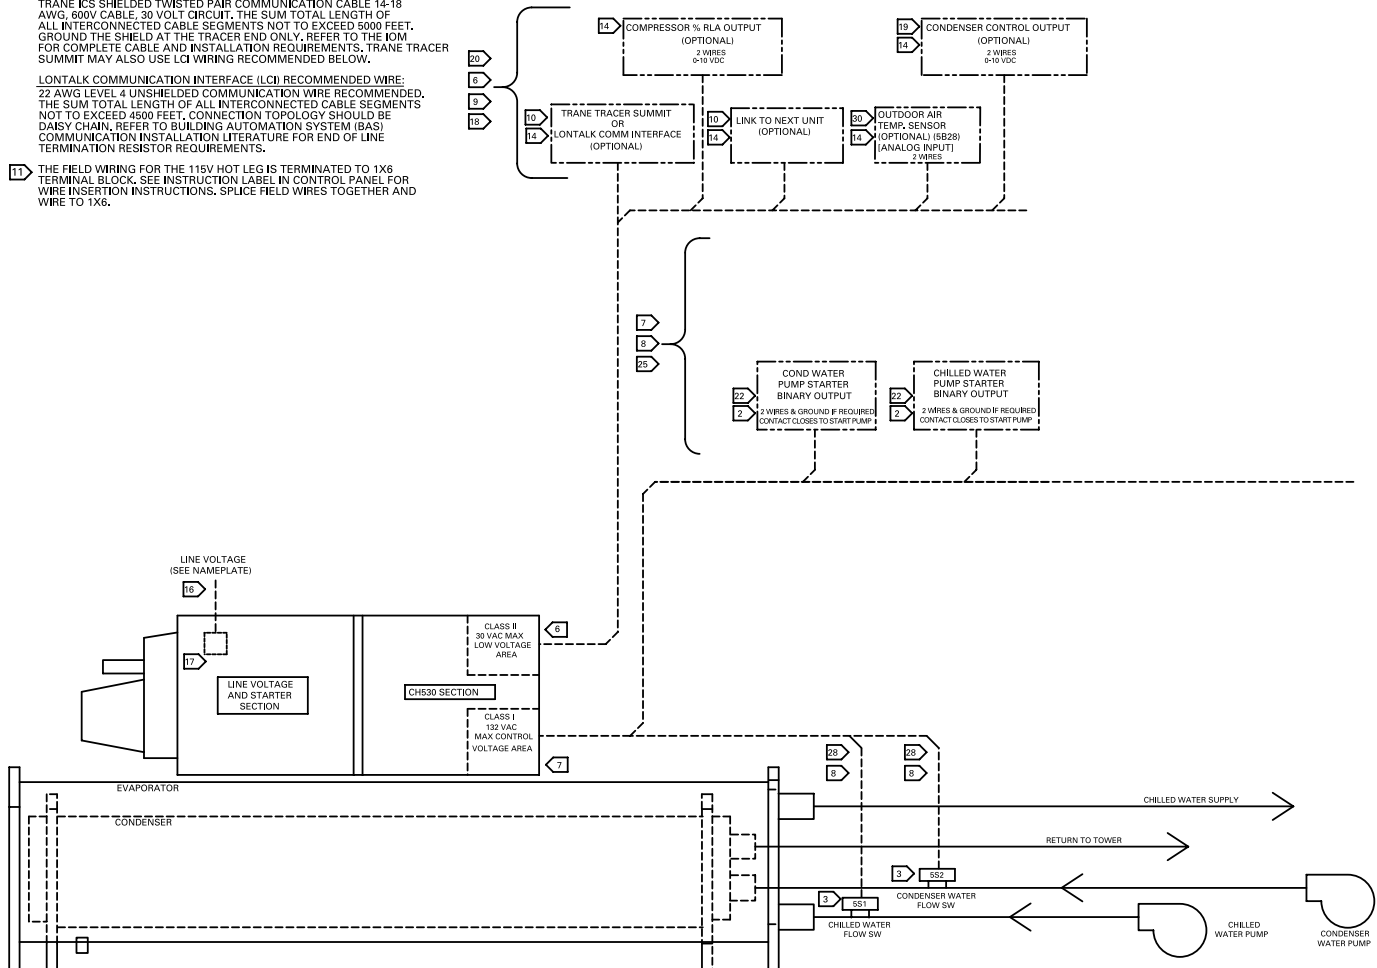 TRANE ICS SHIELDED TWISTED PAIR COMMUNICATION CABLE 14-18
AWG, 600V CABLE, 30 VOLT CIRCUIT. THE SUM TOTAL LENGTH OF
ALL INTERCONNECTED CABLE SEGMENTS NOT TO EXCEED 5000 FEET.
GROUND THE SHIELD AT THE TRACER END ONLY. REFER TO THE IOM
FOR COMPLETE CABLE AND INSTALLATION REQUIREMENTS. TRANE TRACER
SUMMIT MAY ALSO USE LCI WIRING RECOMMENDED BELOW.
LONTALK COMMUNICATION INTERFACE (LCI) RECOMMENDED WIRE:
22 AWG LEVEL 4 UNSHIELDED COMMUNICATION WIRE RECOMMENDED.
THE SUM TOTAL LENGTH OF ALL INTERCONNECTED CABLE SEGMENTS
NOT TO EXCEED 4500 FEET. CONNECTION TOPOLOGY SHOULD BE
DAISY CHAIN. REFER TO BUILDING AUTOMATION SYSTEM (BAS)
COMMUNICATION INSTALLATION LITERATURE FOR END OF LINE
TERMINATION RESISTOR REQUIREMENTS.
11 THE FIELD WIRING FOR THE 115V HOT LEG IS TERMINATED TO 1X6
TERMINAL BLOCK. SEE INSTRUCTION LABEL IN CONTROL PANEL FOR
WIRE INSERTION INSTRUCTIONS. SPLICE FIELD WIRES TOGETHER AND
WIRE TO 1X6.
20
6
9
18
14
COMPRESSOR % RLA OUTPUT
(OPTIONAL)
2 WIRES
0-10 VDC
19
14
CONDENSER CONTROL OUTPUT
(OPTIONAL)
2 WIRES
0-10 VDC
10
14
TRANE TRACER SUMMIT
OR
LONTALK COMM INTERFACE
(OPTIONAL)
10
14
LINK TO NEXT UNIT
(OPTIONAL)
30
14
OUTDOOR AIR
TEMP. SENSOR
(OPTIONAL) (5B28)
[ANALOG INPUT]
2 WIRES
7
8
25
22
2
COND WATER
PUMP STARTER
BINARY OUTPUT
2 WIRES & GROUND IF REQUIRED
CONTACT CLOSES TO START PUMP
22
2
CHILLED WATER
PUMP STARTER
BINARY OUTPUT
2 WIRES & GROUND IF REQUIRED
CONTACT CLOSES TO START PUMP
LINE VOLTAGE
(SEE NAMEPLATE)
16
17
LINE VOLTAGE
AND STARTER
SECTION
CH530 SECTION
CLASS II
30 VAC MAX
LOW VOLTAGE
AREA
6
CLASS I
132 VAC
MAX CONTROL
VOLTAGE AREA
7
28
8
28
8
EVAPORATOR
CONDENSER
CHILLED WATER SUPPLY
RETURN TO TOWER
3
5S2
CONDENSER WATER
FLOW SW
3
5S1
CHILLED WATER
FLOW SW
CHILLED
WATER PUMP
CONDENSER
WATER PUMP